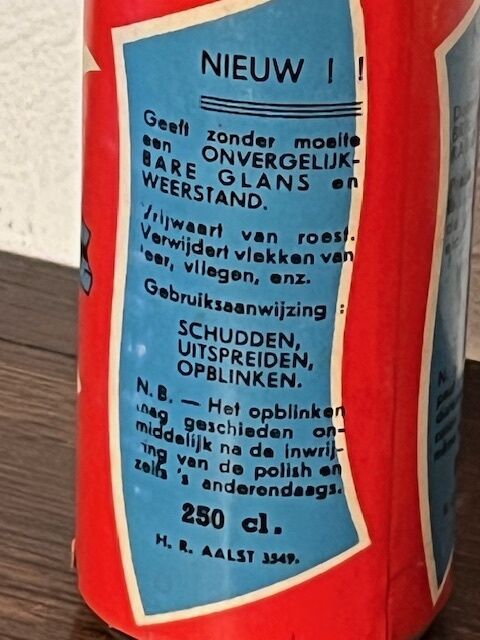 NIEUW ! !
Geeft zonder moeite
een ONVERGELIJK-
BARE GLANS en
WEERSTAND.
Vrijwaart van roest.
Verwijdert vlekken van
teer, vliegen, enz.
Gebruiksaanwijzing :
SCHUDDEN,
UITSPREIDEN,
OPBLINKEN.
N.B. — Het opblinken
mag geschieden on-
middelijk na de inwrij-
ing van de polish en
zelfs 's anderendaags.
250 cl.
H. R. AALST 3549.